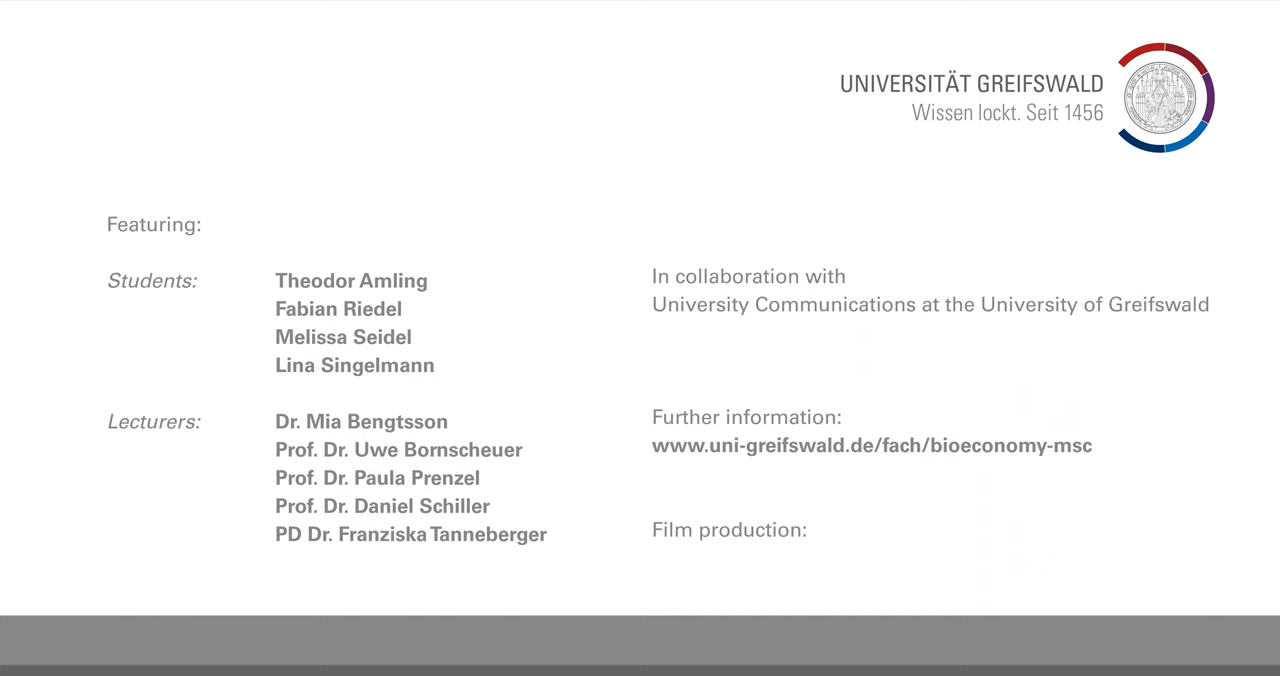 UNIVERSITÄT GREIFSWALD
Wissen lockt. Seit 1456
Featuring:
Students:
Theodor Amling
Fabian Riedel
Melissa Seidel
Lina Singelmann
Lecturers:
Dr. Mia Bengtsson
Prof. Dr. Uwe Bornscheuer
Prof. Dr. Paula Prenzel
Prof. Dr. Daniel Schiller
PD Dr. Franziska Tanneberger
In collaboration with
University Communications at the University of Greifswald
Further information:
www.uni-greifswald.de/fach/bioeconomy-msc
Film production: